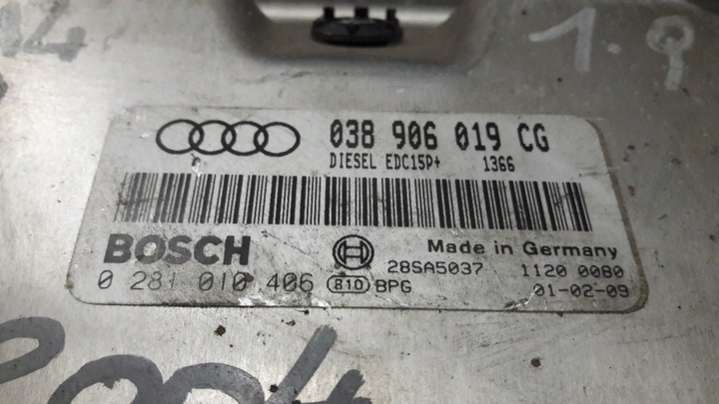 1.9
038 906 019 CG
DIESEL EDC15P+ 1366
BOSCH
Made in Germany
28SA5037 1120 0080
0 281 010 406 810 BPG 01-02-09